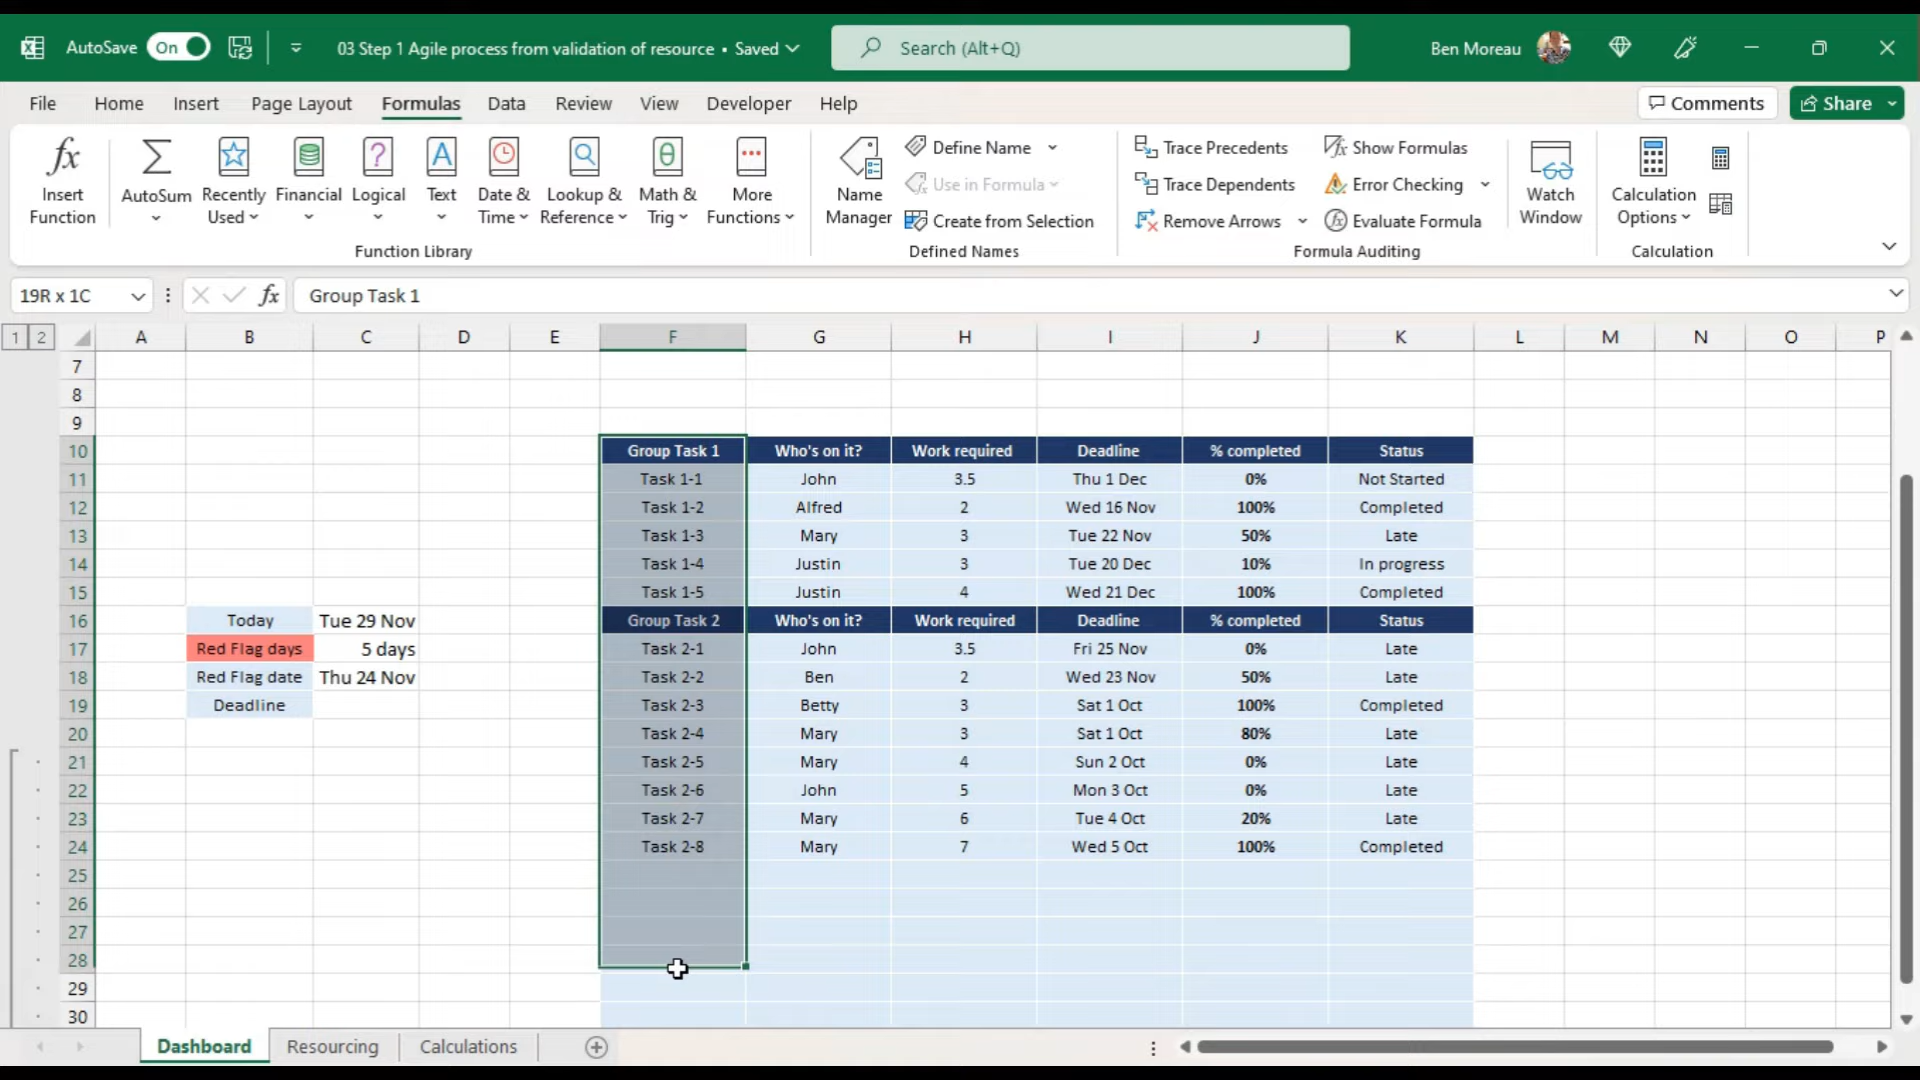 AutoSave On 03 Step 1 Agile process from validation of resource • Saved Search (Alt+Q) Ben Moreau
File Home Insert Page Layout Formulas Data Review View Developer Help Comments Share
fx Insert Function
AutoSum
Recently Used
Financial
Logical
Text
Date & Time
Lookup & Reference
Math & Trig
More Functions
Function Library
Name Manager
Define Name
Use in Formula
Create from Selection
Defined Names
Trace Precedents
Trace Dependents
Remove Arrows
Show Formulas
Error Checking
Evaluate Formula
Formula Auditing
Watch Window
Calculation Options
Calculation
19R x 1C fx Group Task 1
1 2 A B C D E F G H I J K L M N O P
7
8
9
10 Group Task 1 Who's on it? Work required Deadline % completed Status
11 Task 1-1 John 3.5 Thu 1 Dec 0% Not Started
12 Task 1-2 Alfred 2 Wed 16 Nov 100% Completed
13 Task 1-3 Mary 3 Tue 22 Nov 50% Late
14 Task 1-4 Justin 3 Tue 20 Dec 10% In progress
15 Task 1-5 Justin 4 Wed 21 Dec 100% Completed
16 Today Tue 29 Nov Group Task 2 Who's on it? Work required Deadline % completed Status
17 Red Flag days 5 days Task 2-1 John 3.5 Fri 25 Nov 0% Late
18 Red Flag date Thu 24 Nov Task 2-2 Ben 2 Wed 23 Nov 50% Late
19 Deadline Task 2-3 Betty 3 Sat 1 Oct 100% Completed
20 Task 2-4 Mary 3 Sat 1 Oct 80% Late
21 Task 2-5 Mary 4 Sun 2 Oct 0% Late
22 Task 2-6 John 5 Mon 3 Oct 0% Late
23 Task 2-7 Mary 6 Tue 4 Oct 20% Late
24 Task 2-8 Mary 7 Wed 5 Oct 100% Completed
25
26
27
28
29
30
Dashboard Resourcing Calculations